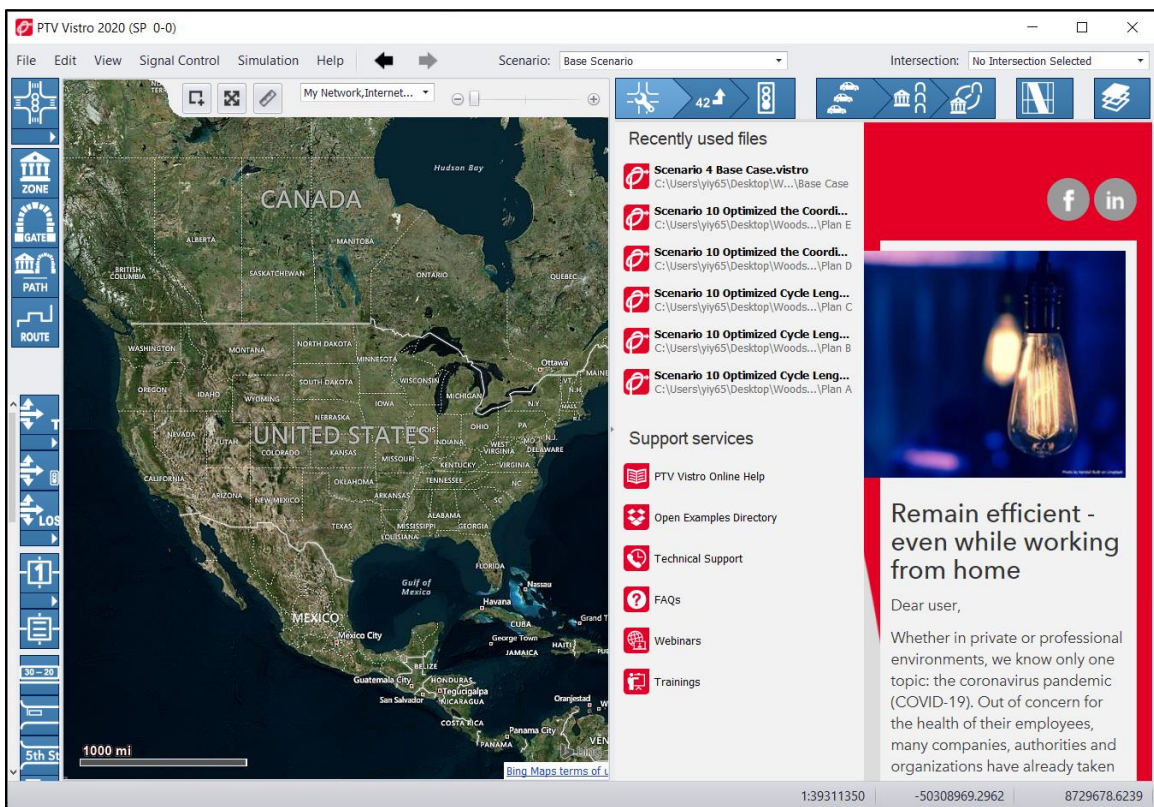 PTV Vistro 2020 (SP 0-0)
File Edit View Signal Control Simulation Help Scenario: Base Scenario Intersection: No Intersection Selected
My Network,Internet...
42
ZONE
GATE
PATH
ROUTE
LOS
1
30-20
5th St
Hudson Bay
CANADA
ALBERTA
MANITOBA
BRITISH
COLUMBIA
SASKATCHEWAN
ONTARIO
QUEBEC
WASHINGTON
MONTANA
NORTH DAKOTA
MINNESOTA
Ottawa
MAINE
OREGON
IDAHO
WYOMING
SOUTH DAKOTA
WISCONSIN
MICHIGAN
N.Y.
VT.
N.H.
NEBRASKA
IOWA
NEVADA
UTAH
UNITED STATES
COLORADO
KANSAS
MISSOURI
INDIANA
OHIO
PA
N.J.
WEST
VIRGINIA
DELAWARE
KENTUCKY
VIRGINIA
CALIFORNIA
ARIZONA
NEW MEXICO
OKLAHOMA
ARKANSAS
TENNESSEE
NC
SC
TEXAS
MISSISSIPPI
ALABAMA
GEORGIA
LOUISIANA
FLORIDA
Gulf of
Mexico
Nassau
Havana
CUBA
MEXICO
Mexico City
George Town
JAMAICA
HAITI
Grand T
BELIZE
Guatemala City
HONDURAS
Tegucigalpa
San Salvador
NICARAGUA
Oranjestad
COSTA RICA
Panama City
PANAMA
VEN
1000 mi
Bing
Bing Maps terms of u
Recently used files
Scenario 4 Base Case.vistro
C:\Users\yiy65\Desktop\W...\Base Case
Scenario 10 Optimized the Coordi...
C:\Users\yiy65\Desktop\Woods...\Plan E
Scenario 10 Optimized the Coordi...
C:\Users\yiy65\Desktop\Woods...\Plan D
Scenario 10 Optimized Cycle Leng...
C:\Users\yiy65\Desktop\Woods...\Plan C
Scenario 10 Optimized Cycle Leng...
C:\Users\yiy65\Desktop\Woods...\Plan B
Scenario 10 Optimized Cycle Leng...
C:\Users\yiy65\Desktop\Woods...\Plan A
Support services
PTV Vistro Online Help
Open Examples Directory
Technical Support
FAQs
Webinars
Trainings
f in
Remain efficient -
even while working
from home
Dear user,
Whether in private or professional
environments, we know only one
topic: the coronavirus pandemic
(COVID-19). Out of concern for
the health of their employees,
many companies, authorities and
organizations have already taken
1:39311350 -50308969.2962 8729678.6239